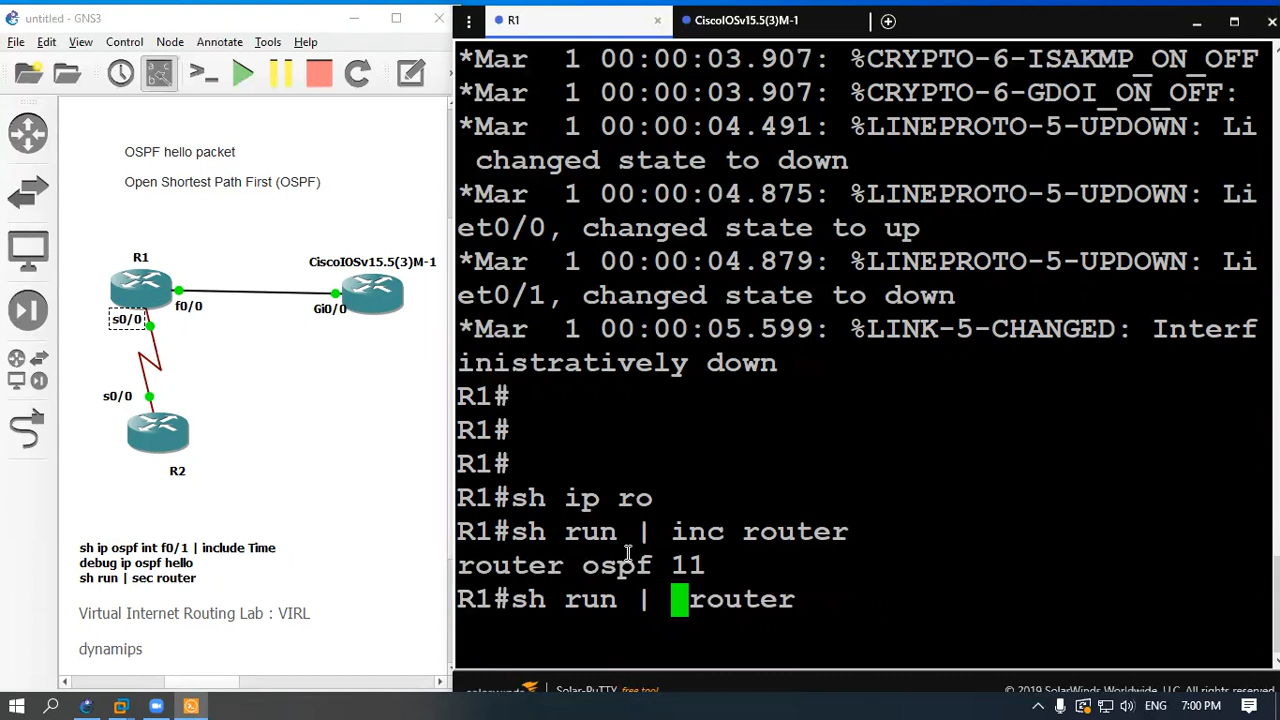 untitled - GNS3
File Edit View Control Node Annotate Tools Help
OSPF hello packet
Open Shortest Path First (OSPF)
R1
CiscoIOSv15.5(3)M-1
f0/0
Gi0/0
s0/0
s0/0
R2
sh ip ospf int f0/1 | include Time
debug ip ospf hello
sh run | sec router
Virtual Internet Routing Lab : VIRL
dynamips
R1
CiscoIOSv15.5(3)M-1
*Mar  1 00:00:03.907: %CRYPTO-6-ISAKMP_ON_OFF
*Mar  1 00:00:03.907: %CRYPTO-6-GDOI_ON_OFF:
*Mar  1 00:00:04.491: %LINEPROTO-5-UPDOWN: Li
changed state to down
*Mar  1 00:00:04.875: %LINEPROTO-5-UPDOWN: Li
et0/0, changed state to up
*Mar  1 00:00:04.879: %LINEPROTO-5-UPDOWN: Li
et0/1, changed state to down
*Mar  1 00:00:05.599: %LINK-5-CHANGED: Interf
inistratively down
R1#
R1#
R1#
R1#sh ip ro
R1#sh run | inc router
router ospf 11
R1#sh run | router
Solar-PuTTY free tool
© 2019 SolarWinds Worldwide, LLC. All rights reserved.
ENG 7:00 PM